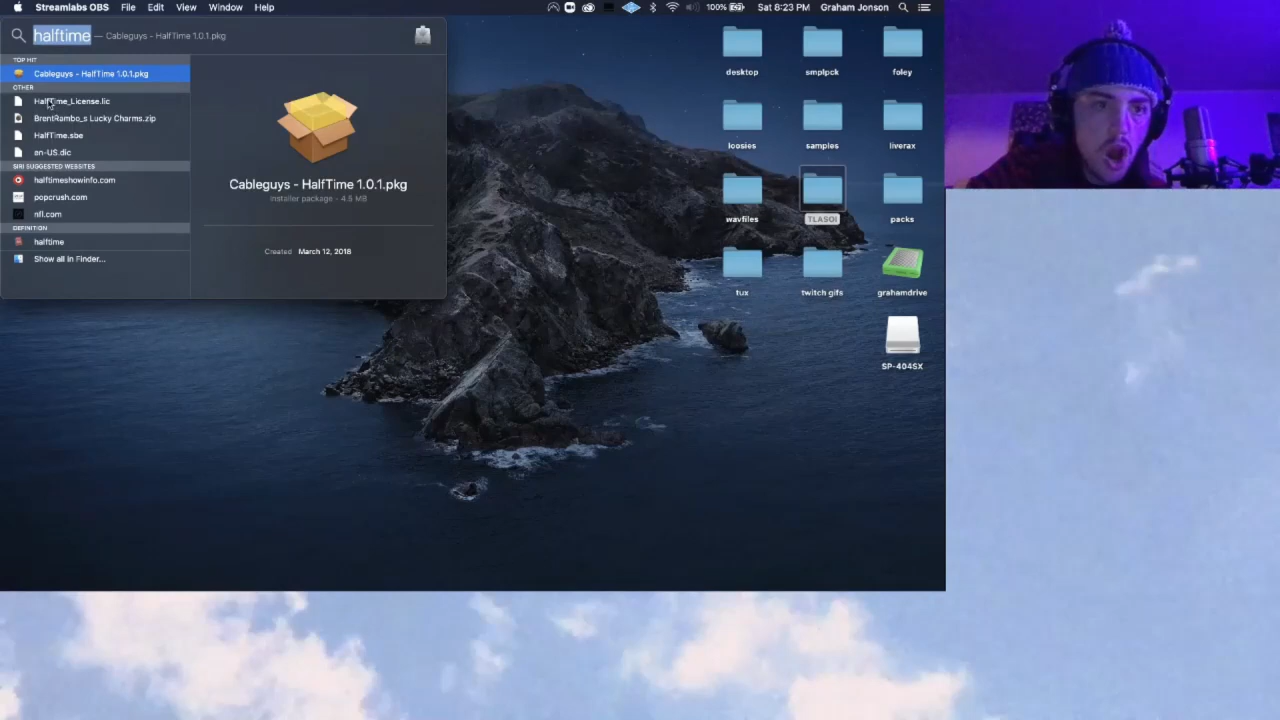 Streamlabs OBS File Edit View Window Help 100% Sat 8:23 PM Graham Jonson
halftime — Cableguys - HalfTime 1.0.1.pkg
TOP HIT
Cableguys - HalfTime 1.0.1.pkg
OTHER
HalfTime_License.lic
BrentRambo_s Lucky Charms.zip
HalfTime.sbe
en-US.dic
SIRI SUGGESTED WEBSITES
halftimeshowinfo.com
popcrush.com
nfl.com
DEFINITION
halftime
Show all in Finder...
Cableguys - HalfTime 1.0.1.pkg
installer package - 4.5 MB
Created March 12, 2018
desktop smplpck foley
loosies samples liverax
wavfiles TLASOI packs
tux twitch gifs grahamdrive
SP-404SX